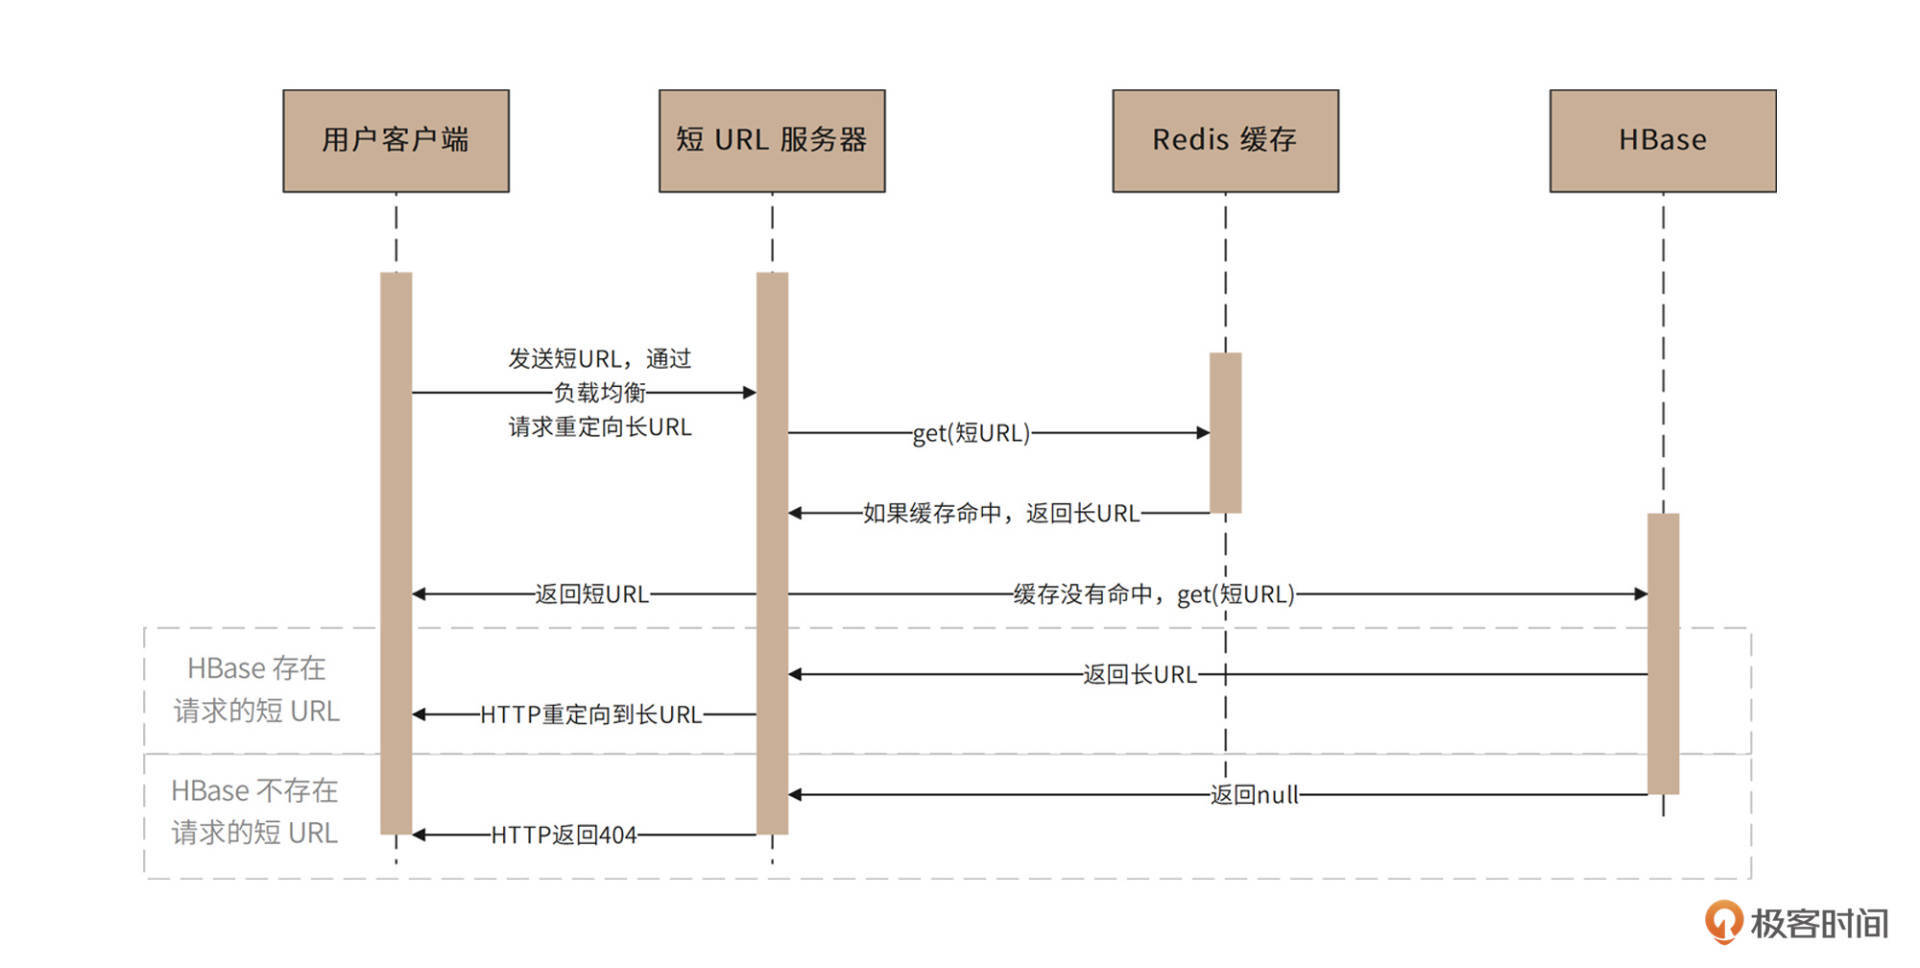 用户客户端
短 URL 服务器
Redis 缓存
HBase
发送短URL，通过
负载均衡
请求重定向长URL
get(短URL)
如果缓存命中，返回长URL
返回短URL
缓存没有命中，get(短URL)
HBase 存在
请求的短 URL
返回长URL
HTTP重定向到长URL
HBase 不存在
请求的短 URL
返回null
HTTP返回404
极客时间